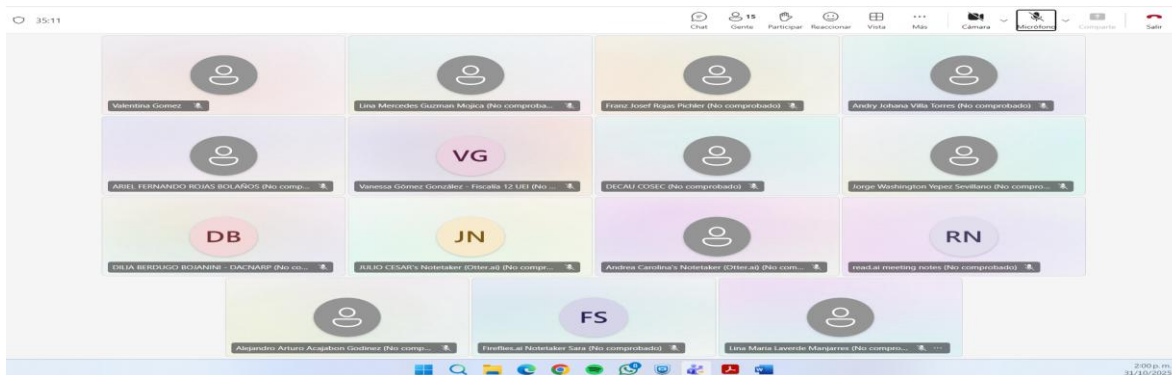 35:11
Chat
15
Gente
Participar
Reaccionar
Vista
Más
Cámara
Micrófono
Compartir
Salir
Valentina Gomez
Lina Mercedes Guzman Mojica (No comproba...
Franz Josef Rojas Pichler (No comprobado)
Andry Johana Villa Torres (No comprobado)
ARIEL FERNANDO ROJAS BOLAÑOS (No comp...
VG
Vanessa Gómez González - Fiscalía 12 UEI (No ...
DECAU COSEC (No comprobado)
Jorge Washington Yepez Sevillano (No compro...
DB
DILIA BERDUGO BOJANINI - DACNARP (No co...
JN
JULIO CESAR's Notetaker (Otter.ai) (No compr...
Andrea Carolina's Notetaker (Otter.ai) (No com...
RN
read.ai meeting notes (No comprobado)
Alejandro Arturo Acajabon Godinez (No comp...
FS
Fireflies.ai Notetaker Sara (No comprobado)
Lina Maria Laverde Manjarres (No compro...
2:00 p. m.
31/10/2025